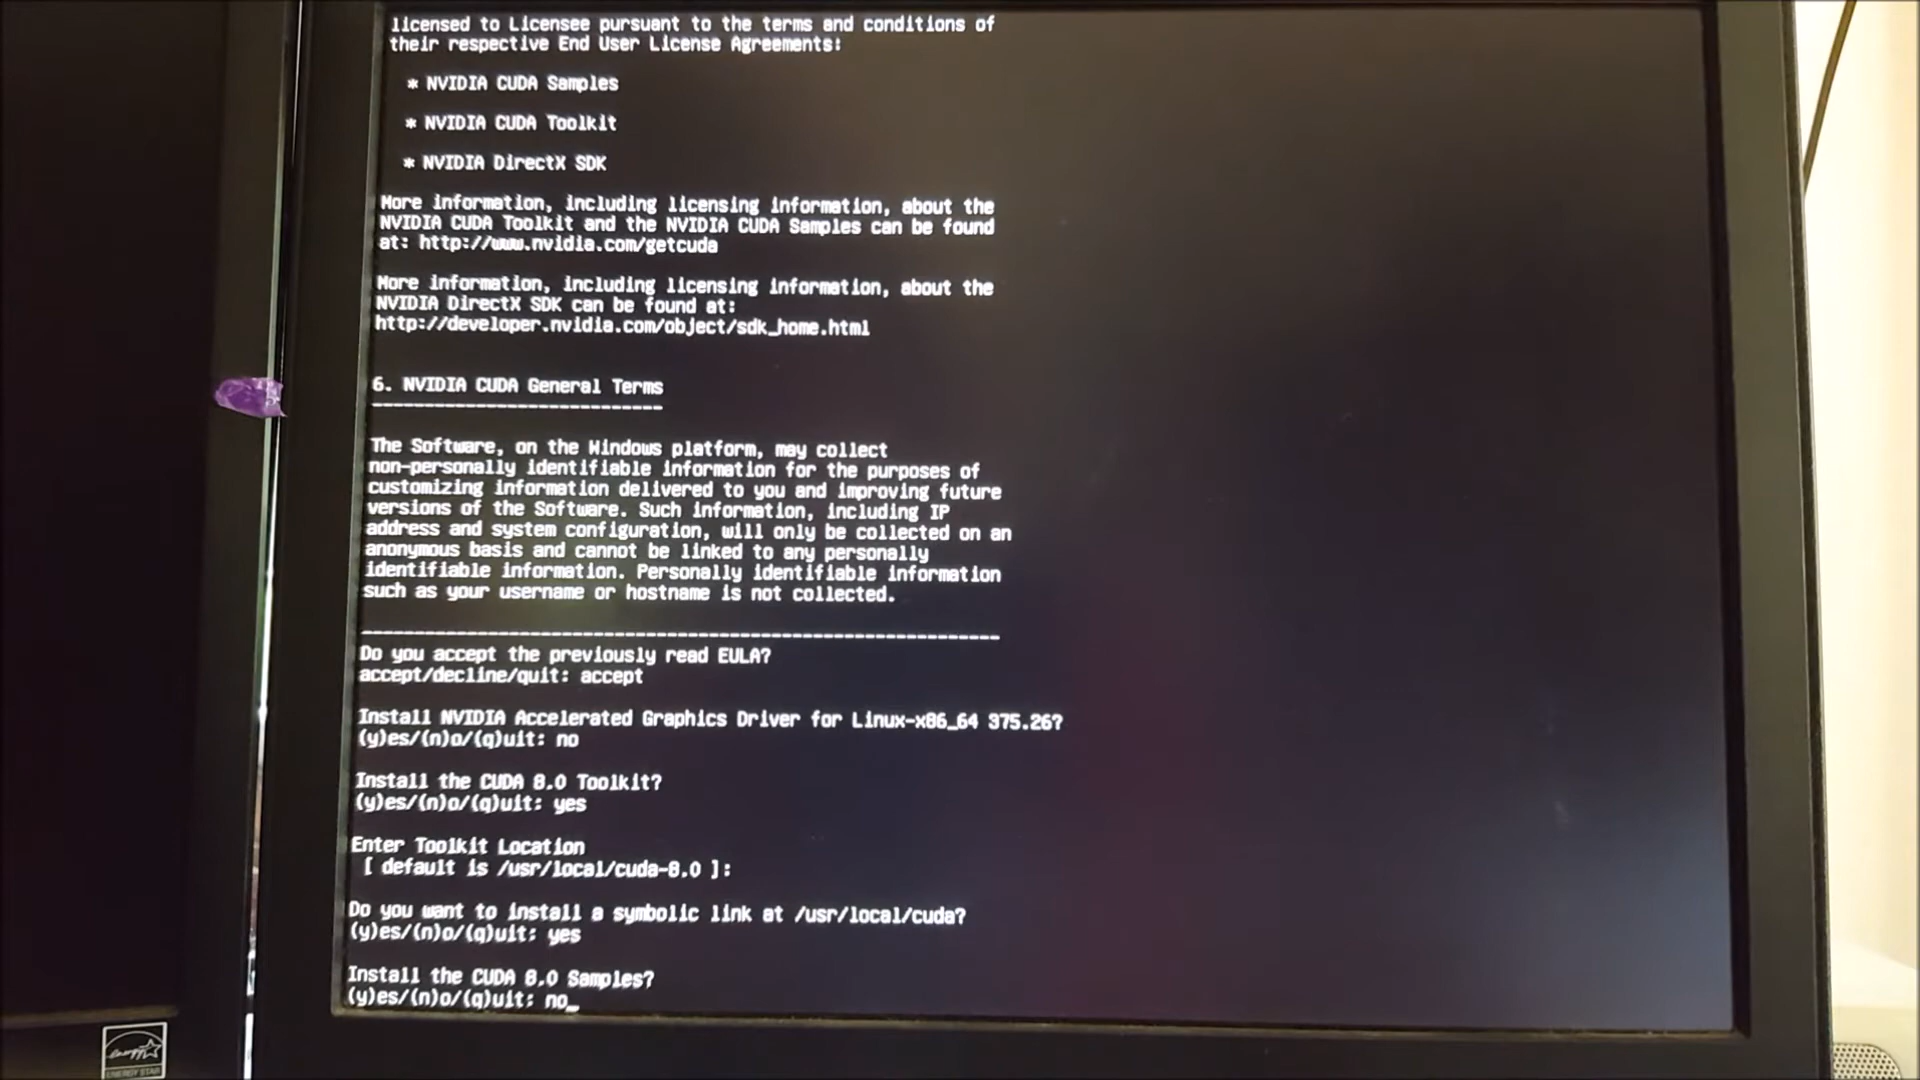 licensed to Licensee pursuant to the terms and conditions of
their respective End User License Agreements:
* NVIDIA CUDA Samples
* NVIDIA CUDA Toolkit
* NVIDIA DirectX SDK
More information, including licensing information, about the
NVIDIA CUDA Toolkit and the NVIDIA CUDA Samples can be found
at: http://www.nvidia.com/getcuda
More information, including licensing information, about the
NVIDIA DirectX SDK can be found at:
http://developer.nvidia.com/object/sdk_home.html
6. NVIDIA CUDA General Terms
-----------------------------
The Software, on the Windows platform, may collect
non-personally identifiable information for the purposes of
customizing information delivered to you and improving future
versions of the Software. Such information, including IP
address and system configuration, will only be collected on an
anonymous basis and cannot be linked to any personally
identifiable information. Personally identifiable information
such as your username or hostname is not collected.
-------------------------------------------------------------
Do you accept the previously read EULA?
accept/decline/quit: accept
Install NVIDIA Accelerated Graphics Driver for Linux-x86_64 375.26?
(y)es/(n)o/(q)uit: no
Install the CUDA 8.0 Toolkit?
(y)es/(n)o/(q)uit: yes
Enter Toolkit Location
[ default is /usr/local/cuda-8.0 ]:
Do you want to install a symbolic link at /usr/local/cuda?
(y)es/(n)o/(q)uit: yes
Install the CUDA 8.0 Samples?
(y)es/(n)o/(q)uit: no_
energy
ENERGY STAR